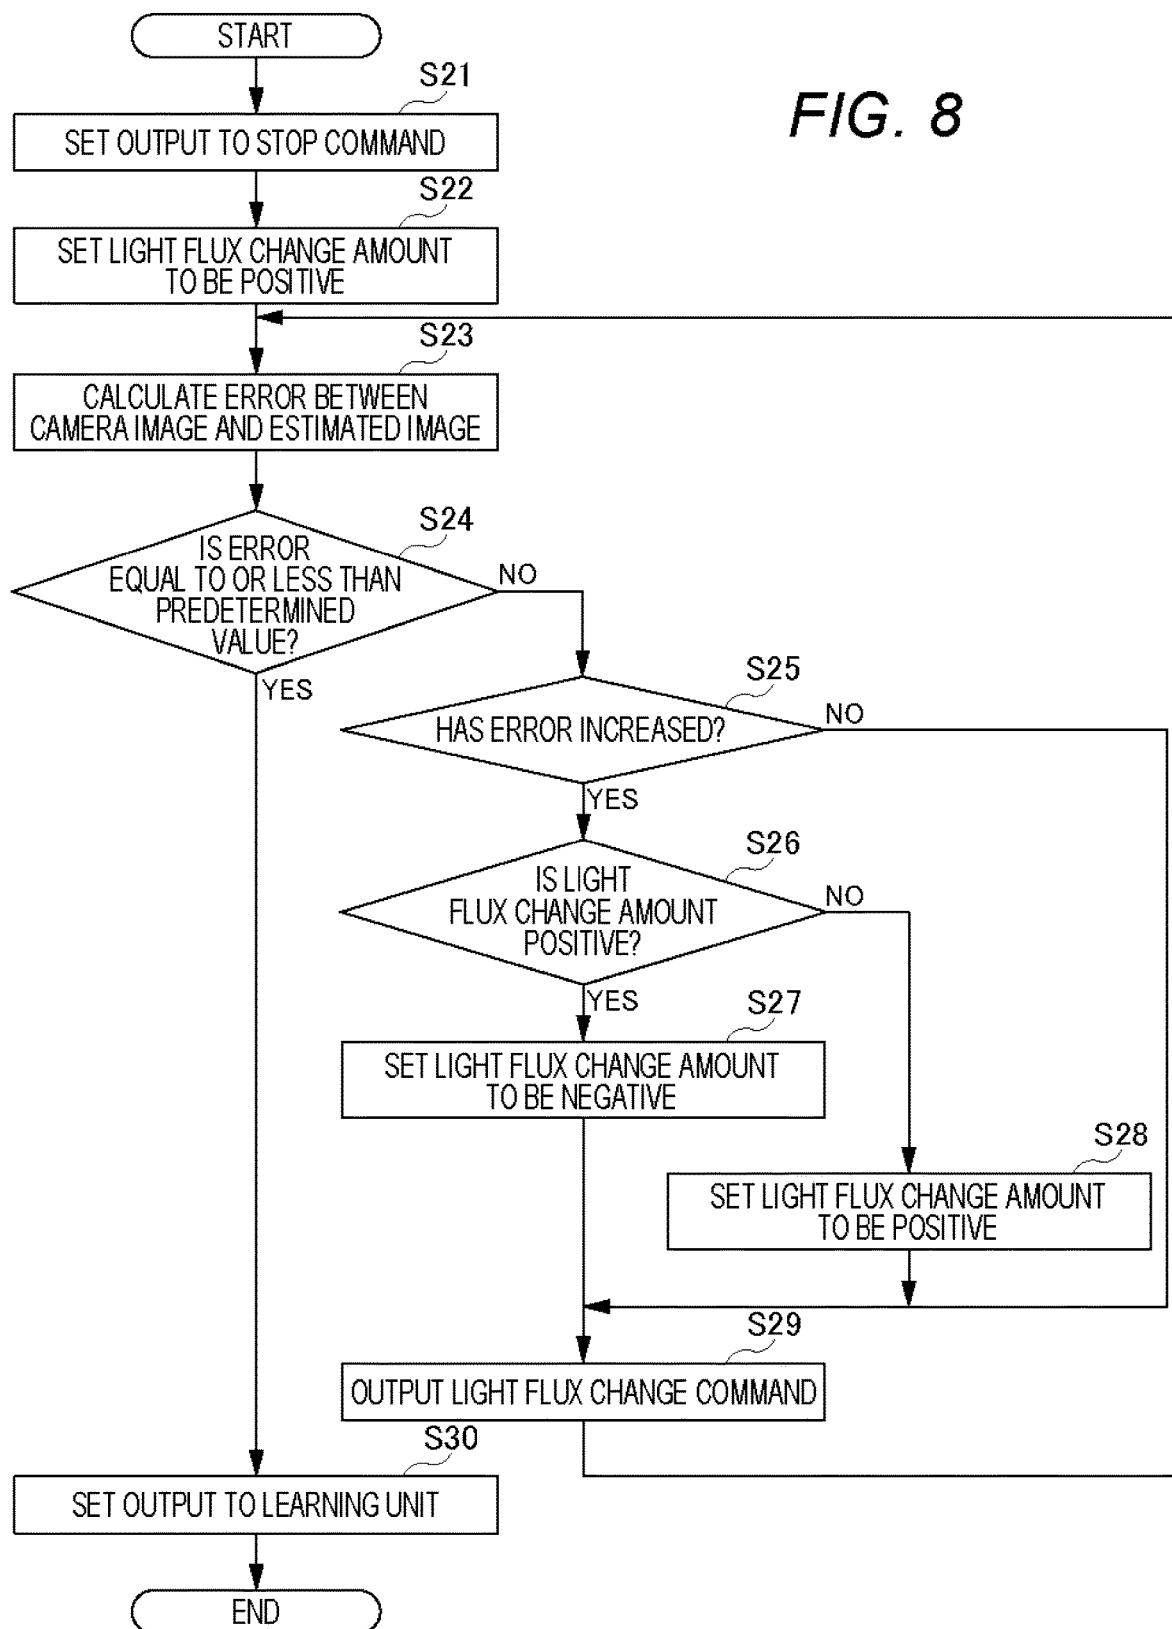 START
FIG. 8
S21
SET OUTPUT TO STOP COMMAND
S22
SET LIGHT FLUX CHANGE AMOUNT
TO BE POSITIVE
S23
CALCULATE ERROR BETWEEN
CAMERA IMAGE AND ESTIMATED IMAGE
S24
IS ERROR
EQUAL TO OR LESS THAN
PREDETERMINED
VALUE?
NO
YES
S25
HAS ERROR INCREASED?
NO
YES
S26
IS LIGHT
FLUX CHANGE AMOUNT
POSITIVE?
NO
YES
S27
SET LIGHT FLUX CHANGE AMOUNT
TO BE NEGATIVE
S28
SET LIGHT FLUX CHANGE AMOUNT
TO BE POSITIVE
S29
OUTPUT LIGHT FLUX CHANGE COMMAND
S30
SET OUTPUT TO LEARNING UNIT
END